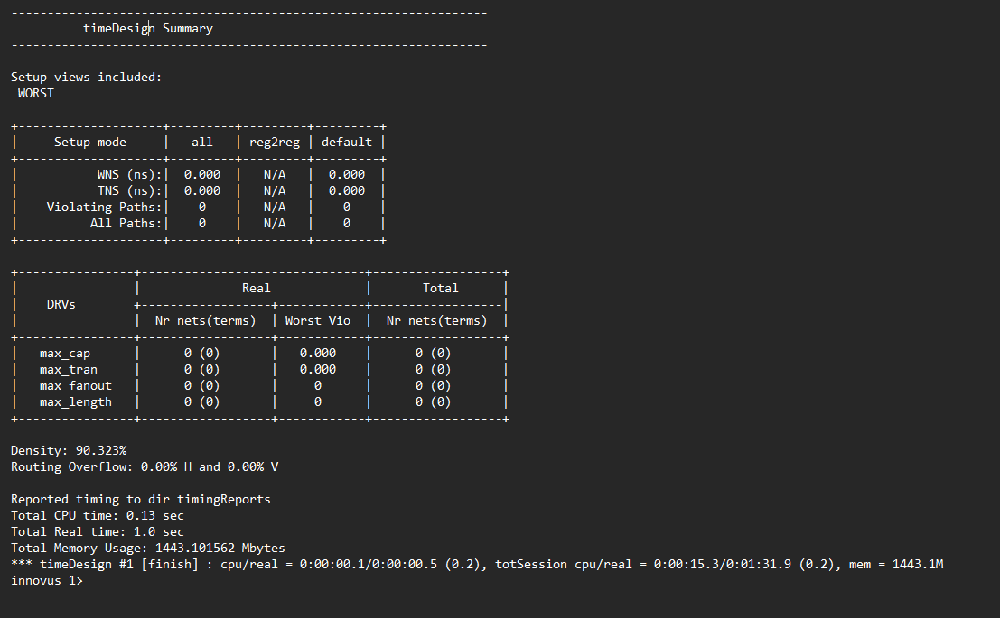 ------------------------------------------------------------------
          timeDesign Summary
------------------------------------------------------------------

Setup views included:
 WORST

+--------------------+---------+---------+---------+
|     Setup mode     |   all   | reg2reg | default |
+--------------------+---------+---------+---------+
|           WNS (ns):|  0.000  |   N/A   |  0.000  |
|           TNS (ns):|  0.000  |   N/A   |  0.000  |
|    Violating Paths:|    0    |   N/A   |    0    |
|          All Paths:|    0    |   N/A   |    0    |
+--------------------+---------+---------+---------+

+----------------+-------------------------------+------------------+
|                |              Real             |       Total      |
|    DRVs        +------------------+------------+------------------|
|                |  Nr nets(terms)  | Worst Vio  |  Nr nets(terms)  |
+----------------+------------------+------------+------------------+
|   max_cap      |      0 (0)       |   0.000    |      0 (0)       |
|   max_tran     |      0 (0)       |   0.000    |      0 (0)       |
|   max_fanout   |      0 (0)       |     0      |      0 (0)       |
|   max_length   |      0 (0)       |     0      |      0 (0)       |
+----------------+------------------+------------+------------------+

Density: 90.323%
Routing Overflow: 0.00% H and 0.00% V
------------------------------------------------------------------
Reported timing to dir timingReports
Total CPU time: 0.13 sec
Total Real time: 1.0 sec
Total Memory Usage: 1443.101562 Mbytes
*** timeDesign #1 [finish] : cpu/real = 0:00:00.1/0:00:00.5 (0.2), totSession cpu/real = 0:00:15.3/0:01:31.9 (0.2), mem = 1443.1M
innovus 1>